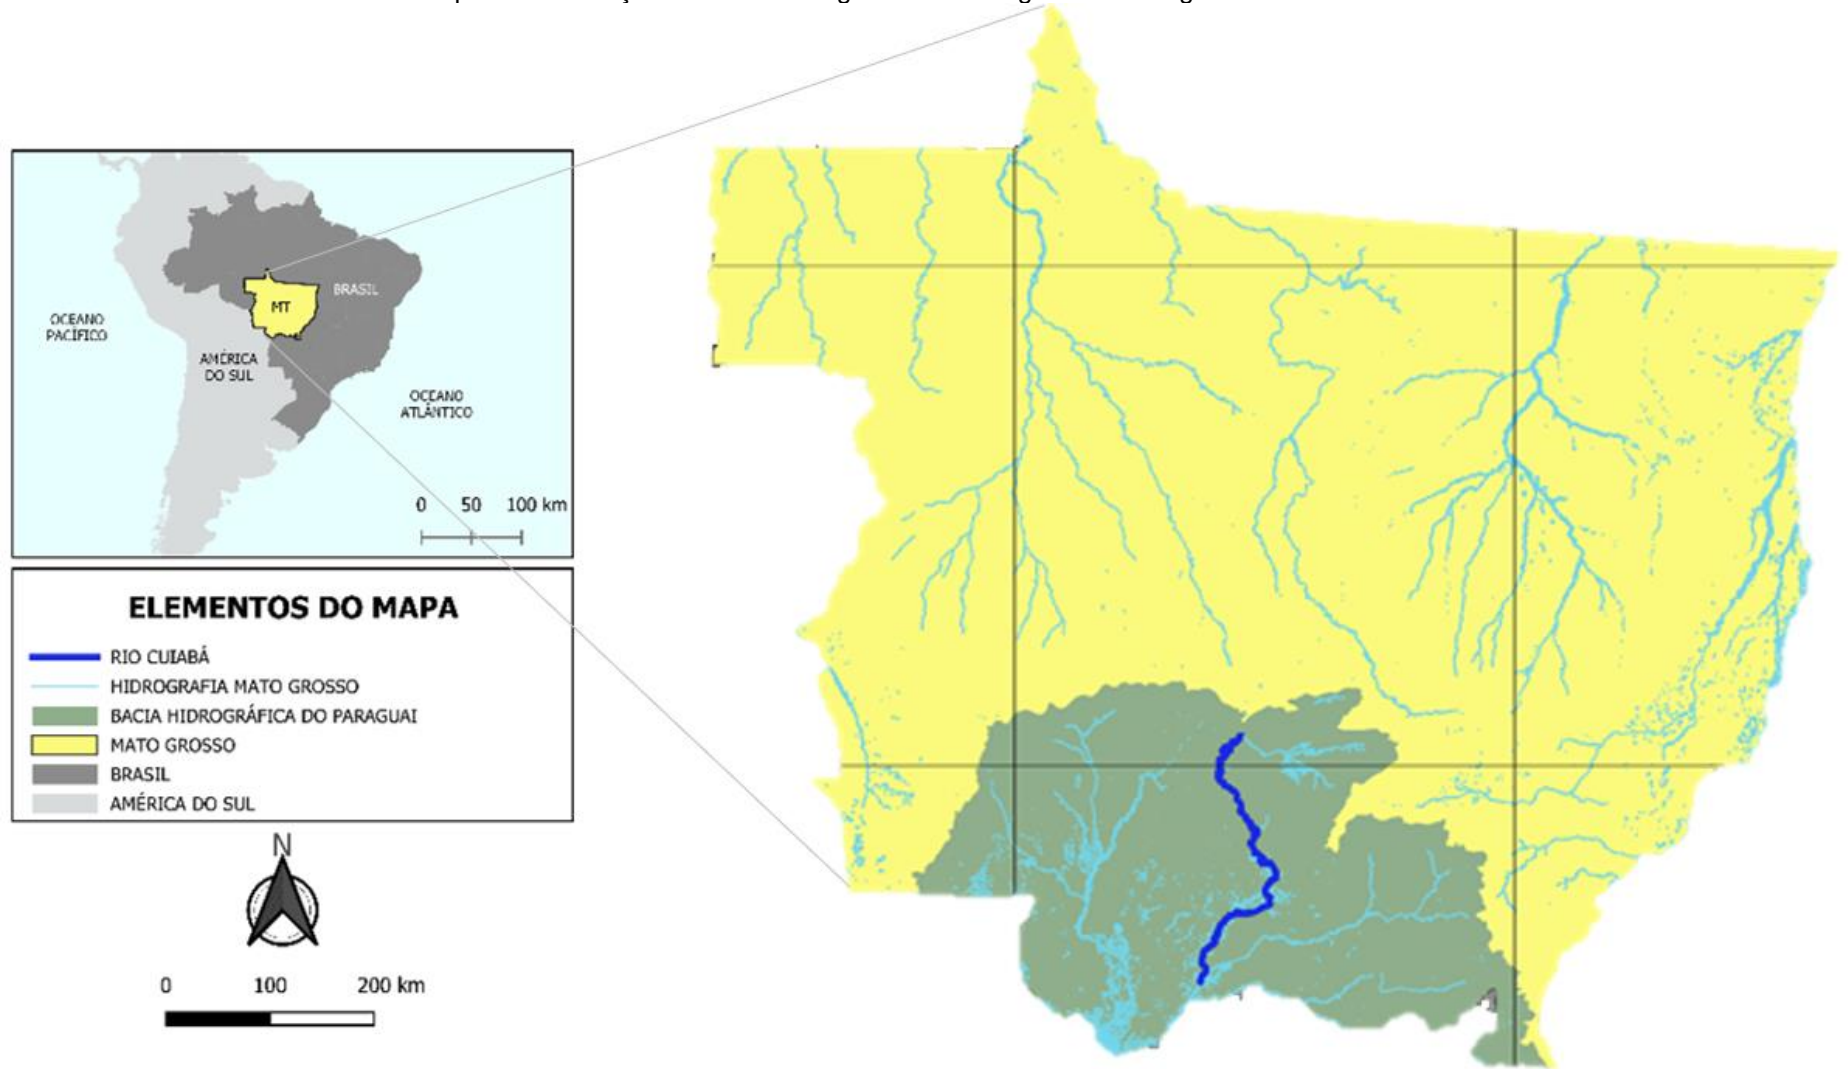 BRASIL
MT
OCEANO
PACÍFICO
AMÉRICA
DO SUL
OCEANO
ATLÂNTICO
0 50 100 km
ELEMENTOS DO MAPA
RIO CUIABÁ
HIDROGRAFIA MATO GROSSO
BACIA HIDROGRÁFICA DO PARAGUAI
MATO GROSSO
BRASIL
AMÉRICA DO SUL
N
0 100 200 km